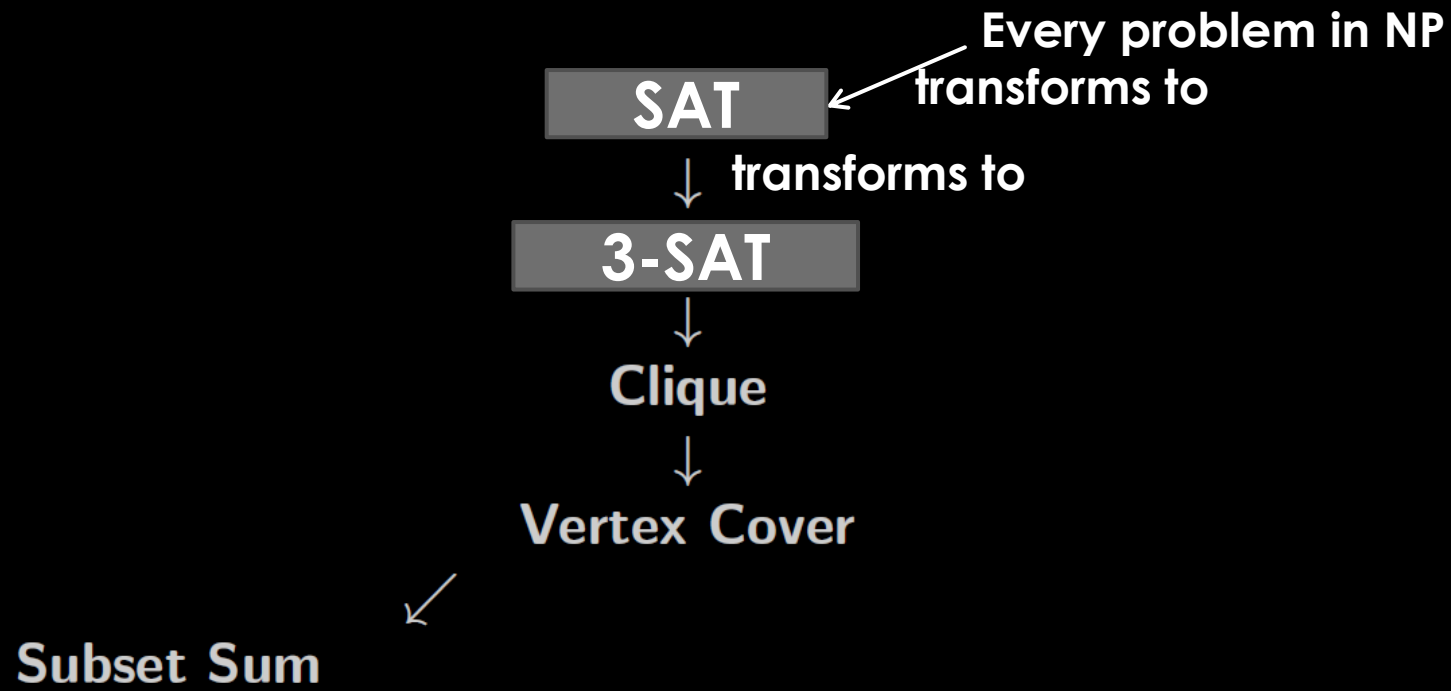 Every problem in NP
transforms to
SAT
↓ transforms to
3-SAT
↓
Clique
↓
Vertex Cover
↙
Subset Sum